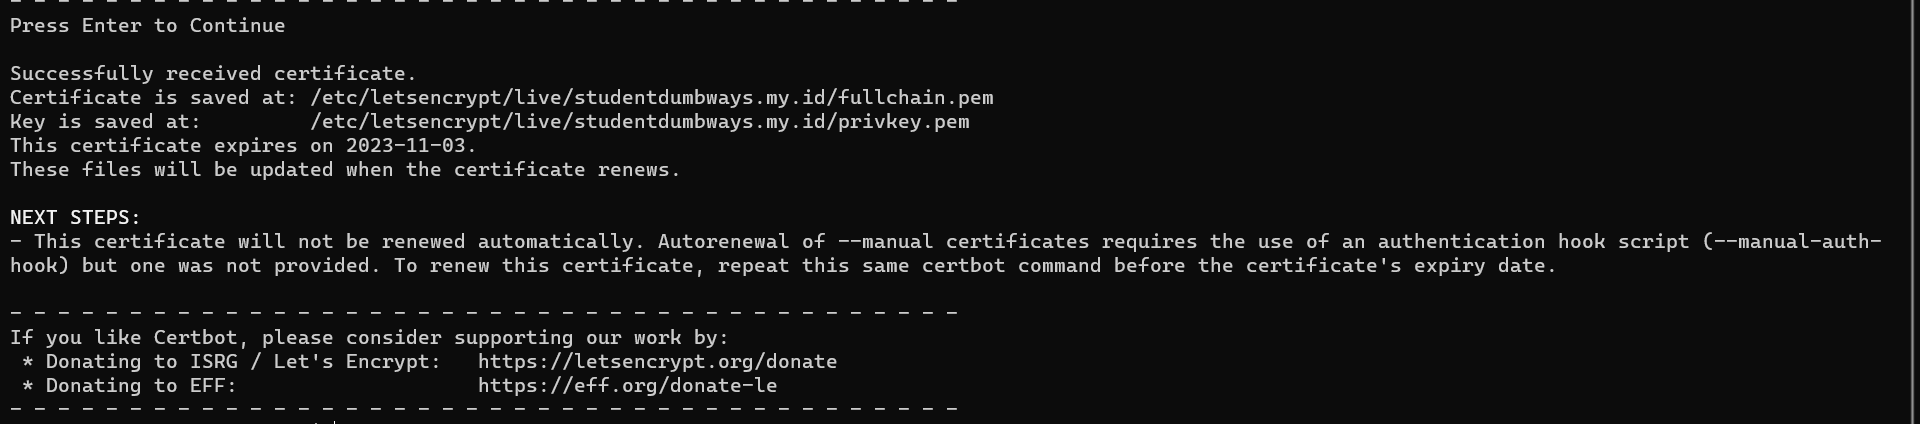 - - - - - - - - - - - - - - - - - - - - - - - - - - - - - - - - - - - - - - - -
Press Enter to Continue
Successfully received certificate.
Certificate is saved at: /etc/letsencrypt/live/studentdumbways.my.id/fullchain.pem
Key is saved at:         /etc/letsencrypt/live/studentdumbways.my.id/privkey.pem
This certificate expires on 2023-11-03.
These files will be updated when the certificate renews.
NEXT STEPS:
- This certificate will not be renewed automatically. Autorenewal of --manual certificates requires the use of an authentication hook script (--manual-auth-
hook) but one was not provided. To renew this certificate, repeat this same certbot command before the certificate's expiry date.
- - - - - - - - - - - - - - - - - - - - - - - - - - - - - - - - - - - - - - - -
If you like Certbot, please consider supporting our work by:
 * Donating to ISRG / Let's Encrypt:   https://letsencrypt.org/donate
 * Donating to EFF:                    https://eff.org/donate-le
- - - - - - - - - - - - - - - - - - - - - - - - - - - - - - - - - - - - - - - -